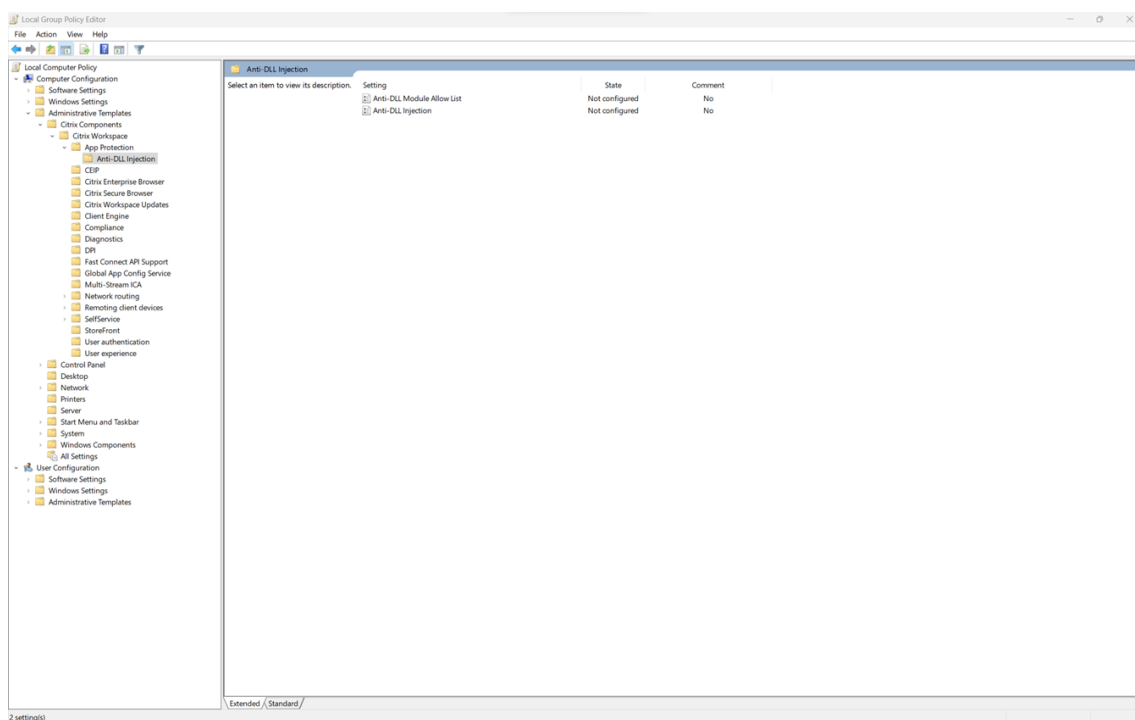 Local Group Policy Editor
File Action View Help
Local Computer Policy
Computer Configuration
Software Settings
Windows Settings
Administrative Templates
Citrix Components
Citrix Workspace
App Protection
Anti-DLL Injection
CEIP
Citrix Enterprise Browser
Citrix Secure Browser
Citrix Workspace Updates
Client Engine
Compliance
Diagnostics
DPI
Fast Connect API Support
Global App Config Service
Multi-Stream ICA
Network routing
Remoting client devices
SelfService
StoreFront
User authentication
User experience
Control Panel
Desktop
Network
Printers
Server
Start Menu and Taskbar
System
Windows Components
All Settings
User Configuration
Software Settings
Windows Settings
Administrative Templates
Anti-DLL Injection
Select an item to view its description.
Setting State Comment
Anti-DLL Module Allow List Not configured No
Anti-DLL Injection Not configured No
Extended Standard
2 setting(s)